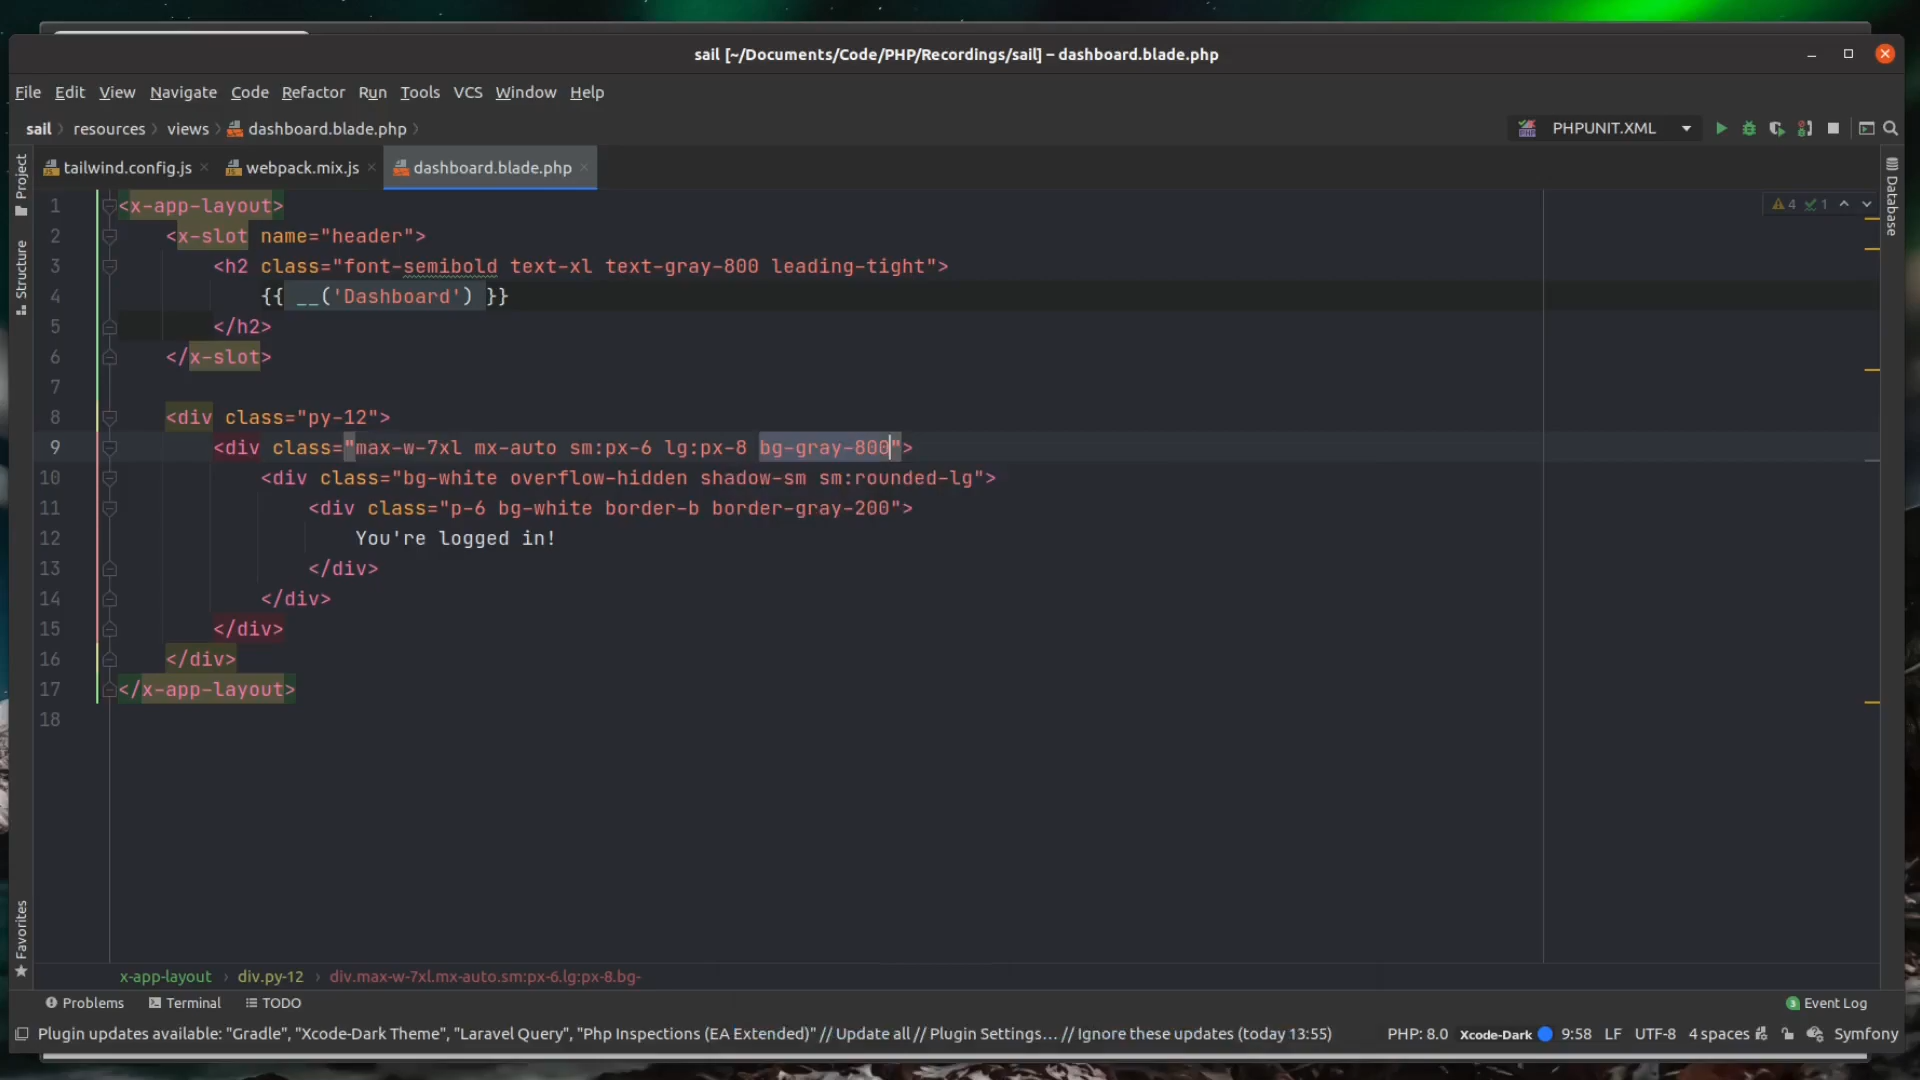 sail [~/Documents/Code/PHP/Recordings/sail] – dashboard.blade.php
File Edit View Navigate Code Refactor Run Tools VCS Window Help
sail resources views dashboard.blade.php
PHPUNIT.XML
tailwind.config.js webpack.mix.js dashboard.blade.php
Project
Structure
Favorites
Database
4 1
1 <x-app-layout>
2 <x-slot name="header">
3 <h2 class="font-semibold text-xl text-gray-800 leading-tight">
4 {{ __('Dashboard') }}
5 </h2>
6 </x-slot>
7
8 <div class="py-12">
9 <div class="max-w-7xl mx-auto sm:px-6 lg:px-8 bg-gray-800">
10 <div class="bg-white overflow-hidden shadow-sm sm:rounded-lg">
11 <div class="p-6 bg-white border-b border-gray-200">
12 You're logged in!
13 </div>
14 </div>
15 </div>
16 </div>
17 </x-app-layout>
18
x-app-layout › div.py-12 › div.max-w-7xl.mx-auto.sm:px-6.lg:px-8.bg-
Problems Terminal TODO
3 Event Log
Plugin updates available: "Gradle", "Xcode-Dark Theme", "Laravel Query", "Php Inspections (EA Extended)" // Update all // Plugin Settings... // Ignore these updates (today 13:55)
PHP: 8.0 Xcode-Dark 9:58 LF UTF-8 4 spaces Symfony